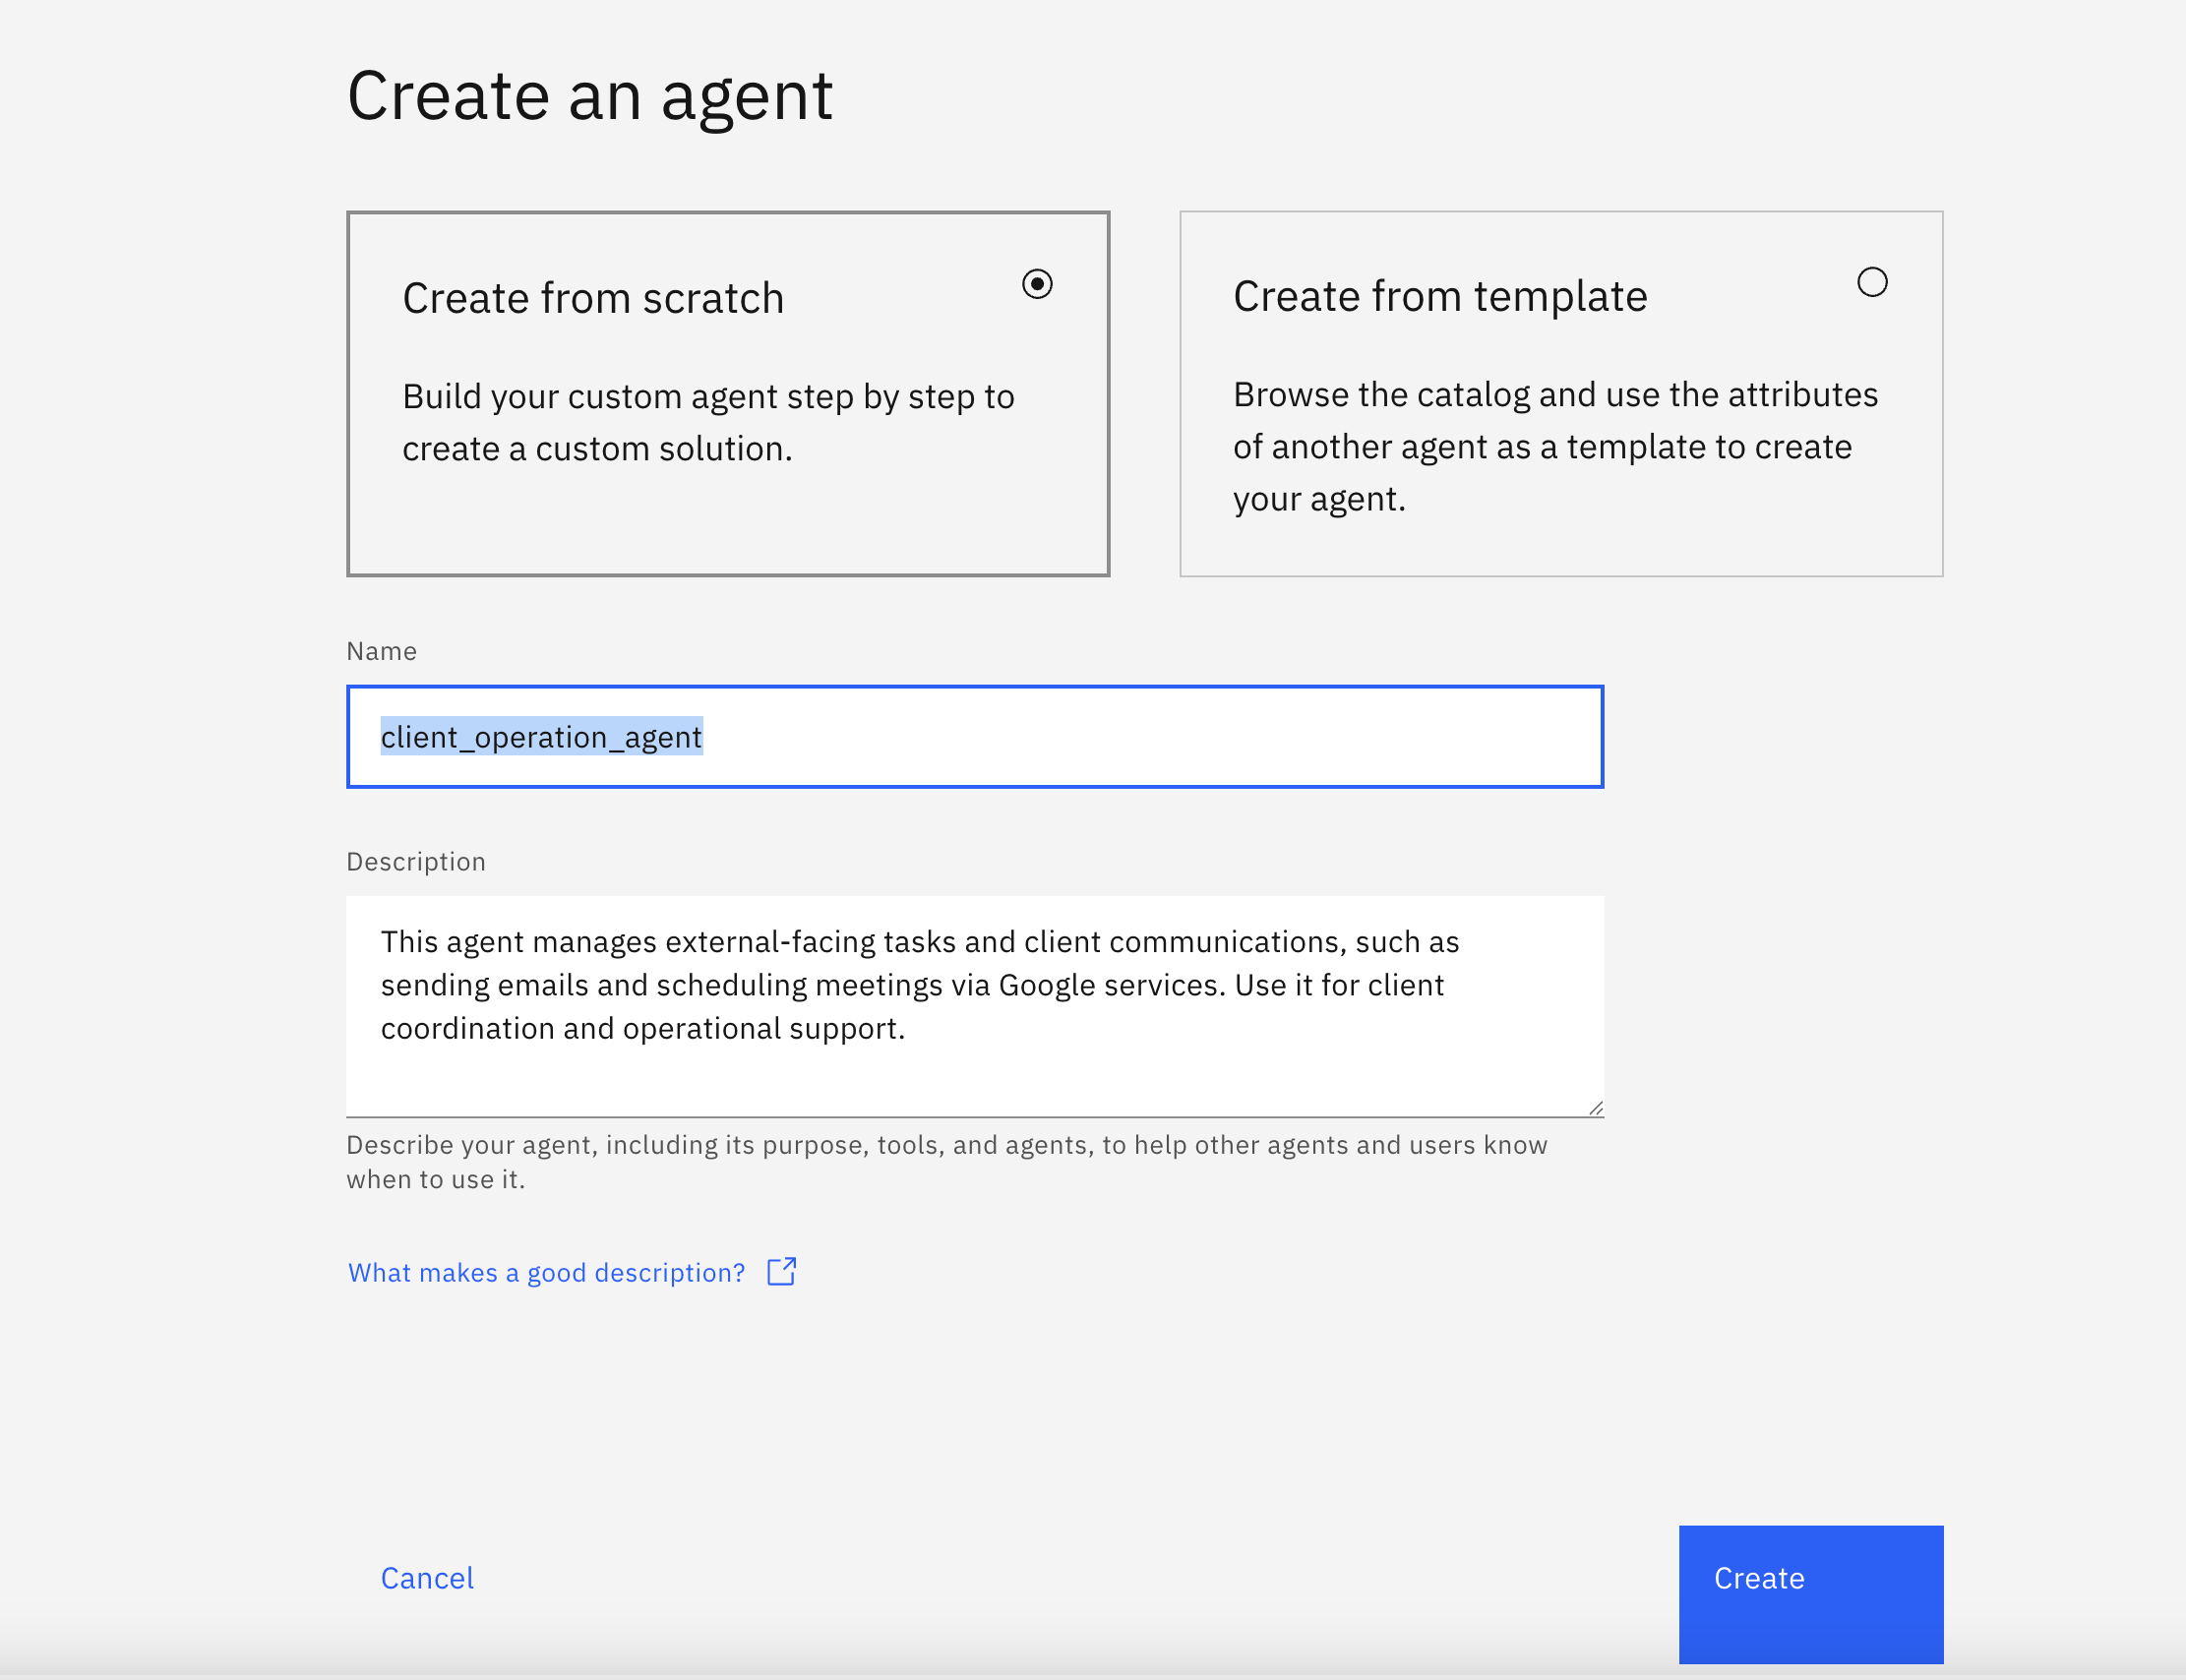 Create an agent
Create from scratch
Build your custom agent step by step to
create a custom solution.
Create from template
Browse the catalog and use the attributes
of another agent as a template to create
your agent.
Name
client_operation_agent
Description
This agent manages external-facing tasks and client communications, such as
sending emails and scheduling meetings via Google services. Use it for client
coordination and operational support.
Describe your agent, including its purpose, tools, and agents, to help other agents and users know
when to use it.
What makes a good description?
Cancel
Create